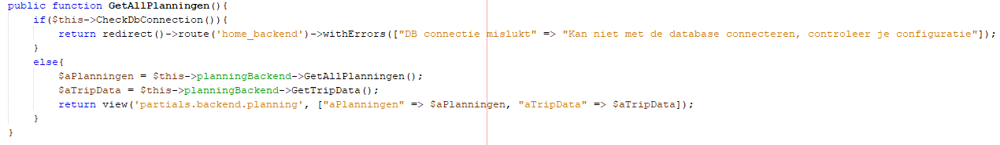 public function GetAllPlanningen(){
if($this->CheckDbConnection()){
return redirect()->route('home_backend')->withErrors(["DB connectie mislukt" => "Kan niet met de database connecteren, controleer je configuratie"]);
}
else{
$aPlanningen = $this->planningBackend->GetAllPlanningen();
$aTripData = $this->planningBackend->GetTripData();
return view('partials.backend.planning', ["aPlanningen" => $aPlanningen, "aTripData" => $aTripData]);
}
}